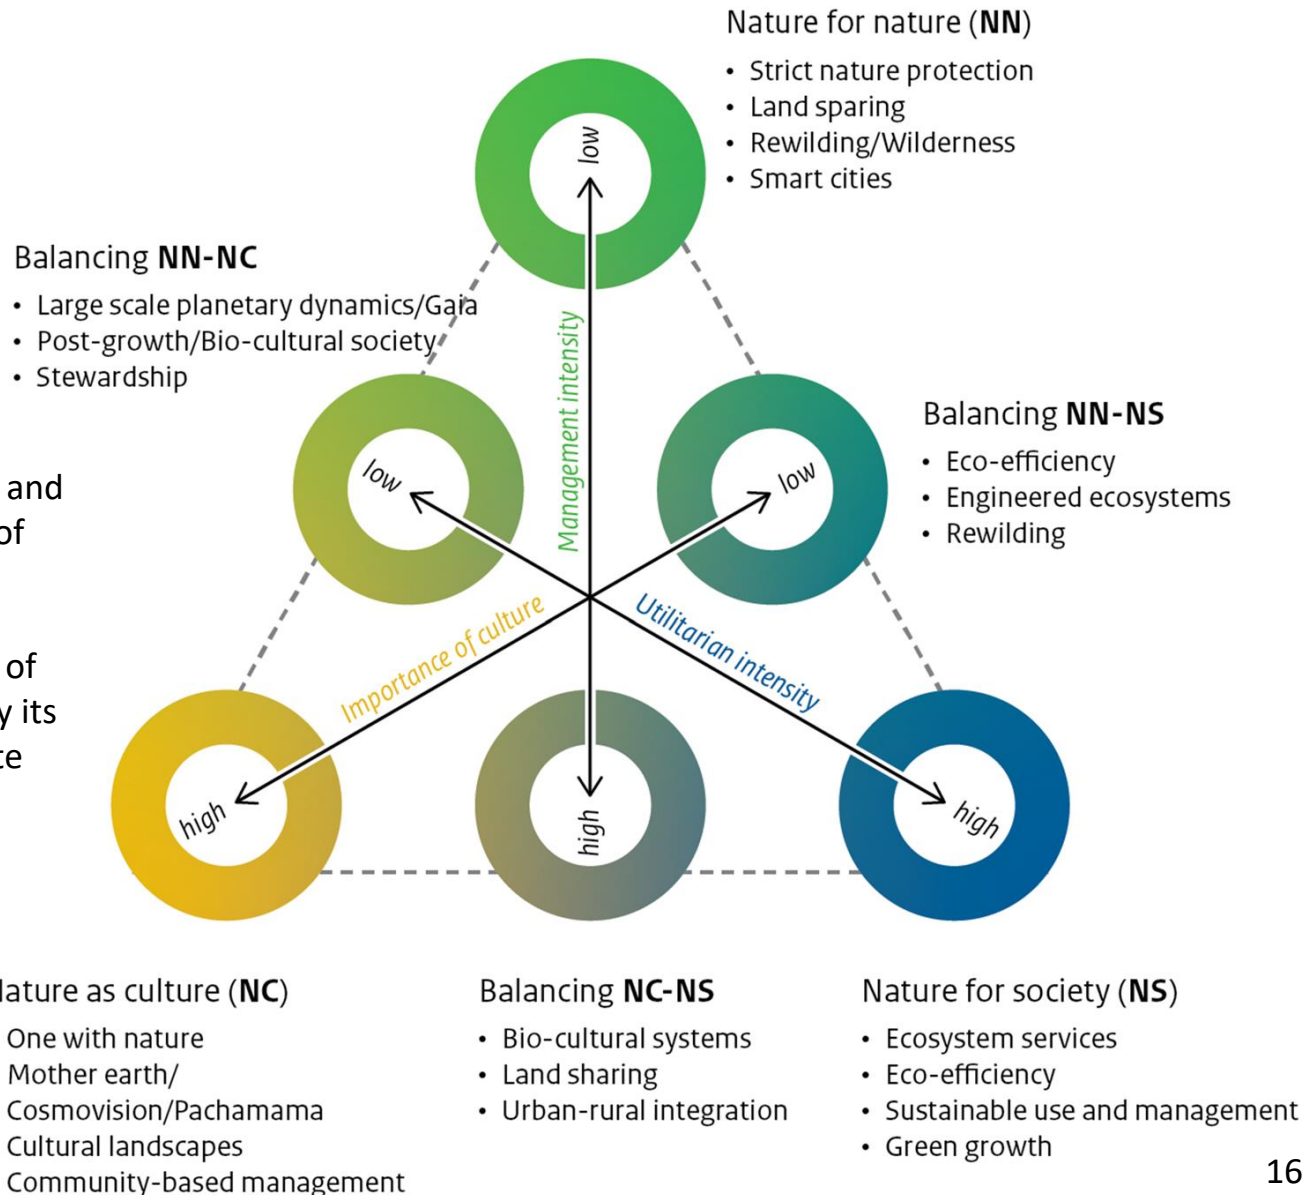 Nature for nature (NN)
• Strict nature protection
• Land sparing
• Rewilding/Wilderness
• Smart cities
low
Balancing NN-NC
• Large scale planetary dynamics/Gaia
• Post-growth/Bio-cultural society
• Stewardship
Management intensity
Balancing NN-NS
• Eco-efficiency
• Engineered ecosystems
• Rewilding
low
low
and
of
of
y its
te
Importance of culture
Utilitarian intensity
high
high
high
ature as culture (NC)
One with nature
Mother earth/
Cosmovision/Pachamama
Cultural landscapes
Community-based management
Balancing NC-NS
• Bio-cultural systems
• Land sharing
• Urban-rural integration
Nature for society (NS)
• Ecosystem services
• Eco-efficiency
• Sustainable use and management
• Green growth
16